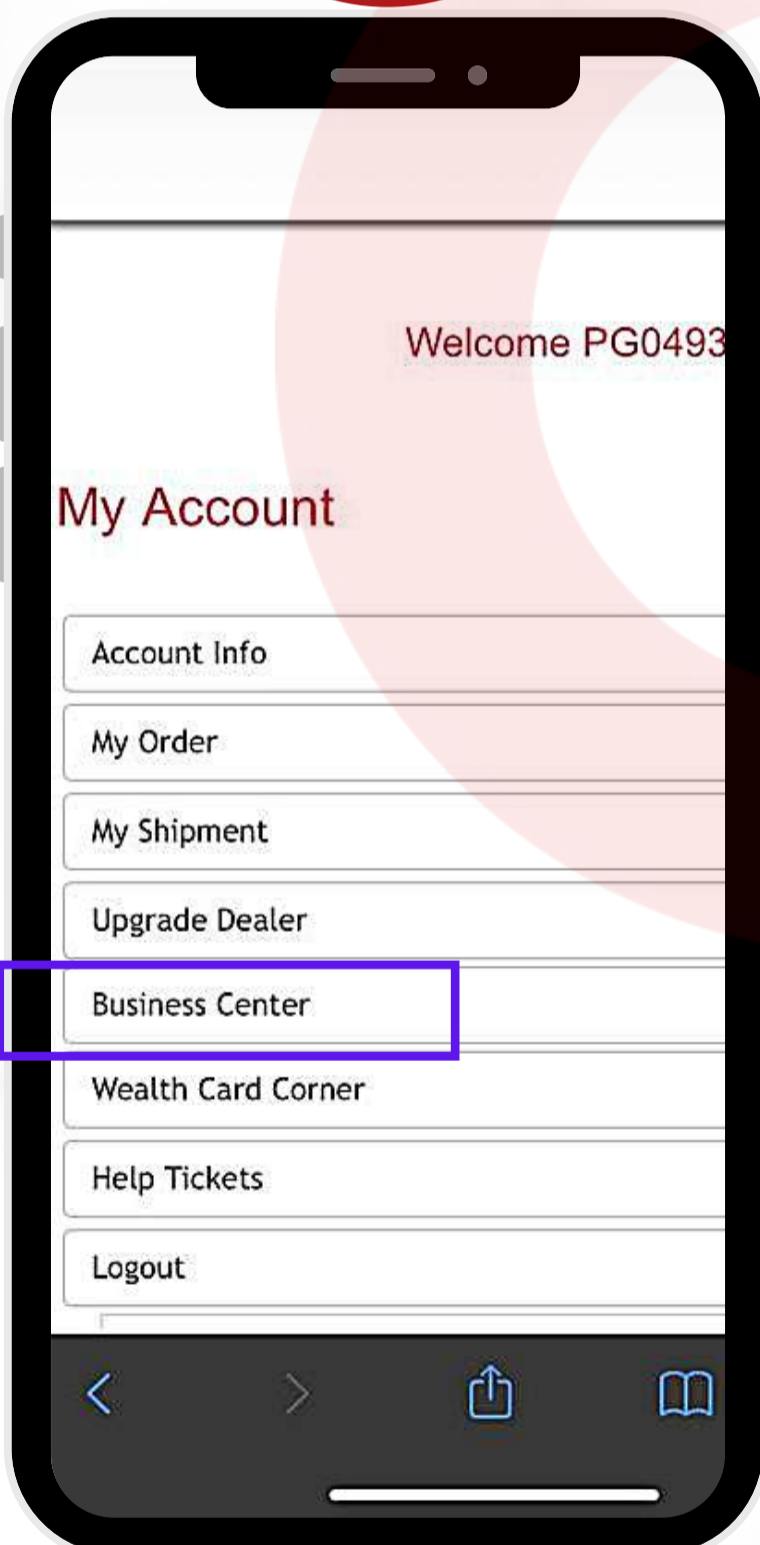 Welcome PG0493
My Account
Account Info
My Order
My Shipment
Upgrade Dealer
Business Center
Wealth Card Corner
Help Tickets
Logout